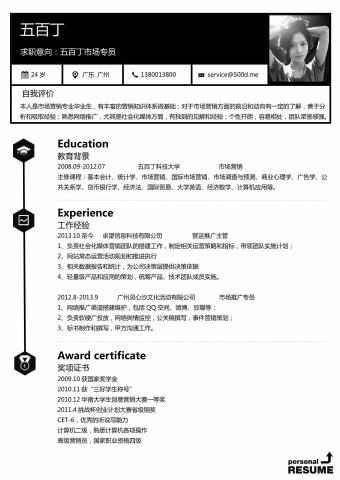 五百丁
求职意向：五百丁市场专员
24岁
广东 广州
1380013800
service@500d.me
自我评价
本人是市场营销专业毕业生，有丰富的营销知识体系做基础；对于市场营销方面的前沿和动向有一定的了解，善于分
析和吸取经验；熟悉网络推广，尤其是社会化媒体方面，有独到的见解和经验；个性开朗，容易相处，团队荣誉感强。
Education
教育背景
2008.09-2012.07 五百丁科技大学 市场营销
主修课程：基本会计、统计学、市场营销、国际市场营销、市场调查与预测、商业心理学、广告学、公
共关系学、货币银行学、经济法、国际贸易、大学英语、经济数学、计算机应用等。
Experience
工作经验
2013.10 至今 卓望信息科技有限公司 营运推广主管
1、负责社会化媒体营销团队的搭建工作，制定相关运营策略和指标，带领团队实施计划；
2、网站常态运营活动规划和推进执行
3、相关数据报告和统计，为公司决策层提供决策依据
4、轻量级产品和应用的策划，统筹产品、技术团队成员实施。
2012.8-2013.9 广州灵心沙文化活动有限公司 市场推广专员
1、网络推广渠道搭建维护，包括 QQ 空间、微博、豆瓣等；
2、负责软硬广投放，网络舆情监控，公关稿撰写，事件营销策划；
3、标书制作和撰写，甲方沟通工作。
Award certificate
奖项证书
2009.10 获国家奖学金
2010.11 获“三好学生称号”
2010.12 华南大学生创意营销大赛一等奖
2011.4 挑战杯创业计划大赛省级铜奖
CET-6，优秀的听说写能力
计算机二级，熟悉计算机各项操作
高级营销员，国家职业资格四级
personal
RESUME